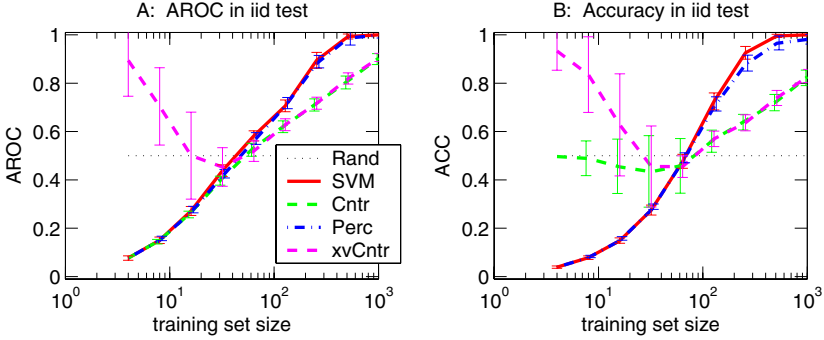 A: AROC in iid test
1
0.8
0.6
0.4
0.2
0
AROC
10^0
10^1
10^2
10^3
training set size
Rand
SVM
Cntr
Perc
xvCntr
B: Accuracy in iid test
1
0.8
0.6
0.4
0.2
0
ACC
10^0
10^1
10^2
10^3
training set size